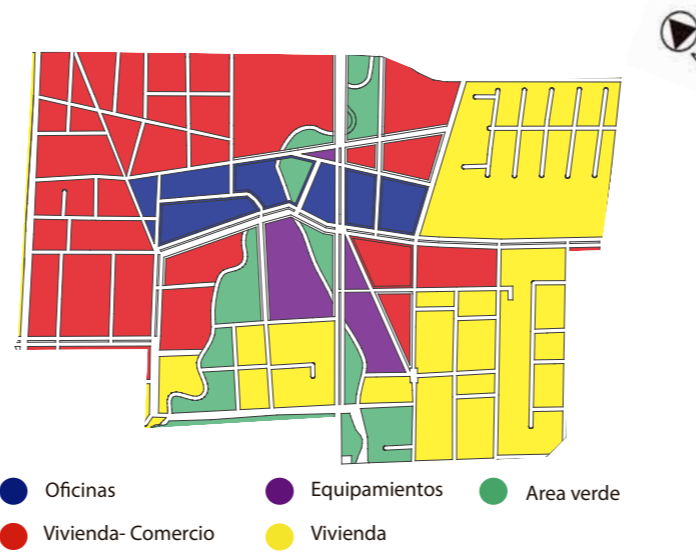 Oficinas
Equipamientos
Area verde
Vivienda- Comercio
Vivienda